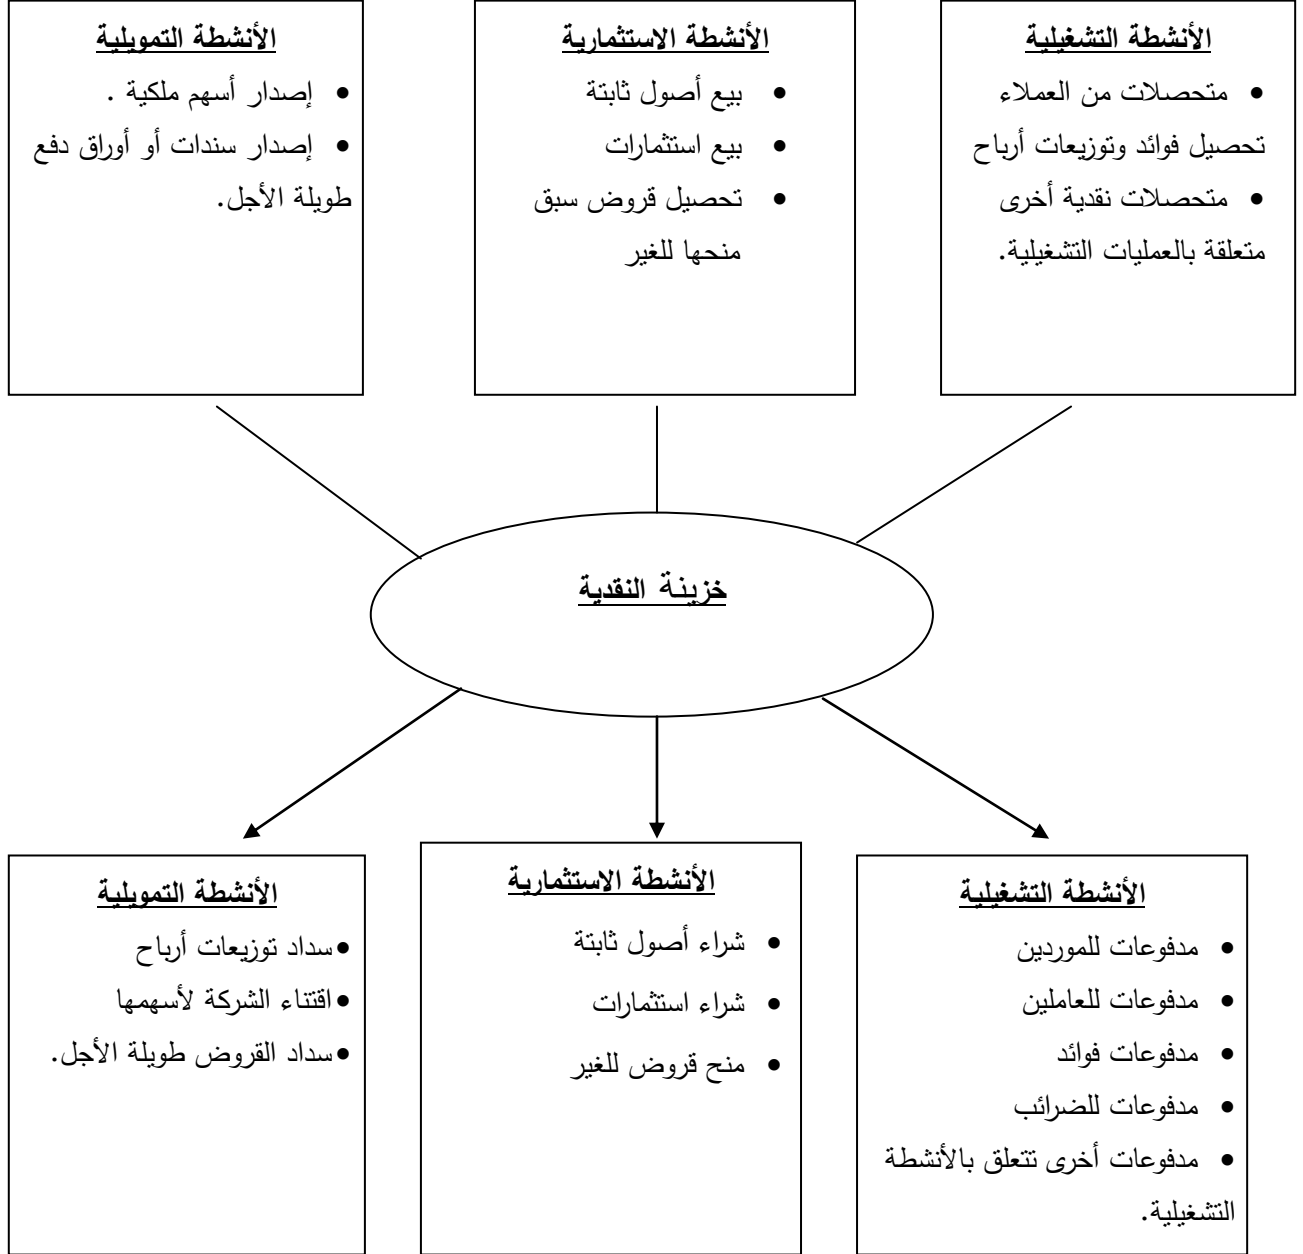 الأنشطة التشغيلية
• متحصلات من العملاء
تحصيل فوائد وتوزيعات أرباح
• متحصلات نقدية أخرى
متعلقة بالعمليات التشغيلية.
الأنشطة الاستثمارية
• بيع أصول ثابتة
• بيع استثمارات
• تحصيل قروض سبق
منحها للغير
الأنشطة التمويلية
• إصدار أسهم ملكية .
• إصدار سندات أو أوراق دفع
طويلة الأجل.
خزينة النقدية
الأنشطة التشغيلية
• مدفوعات للموردين
• مدفوعات للعاملين
• مدفوعات فوائد
• مدفوعات للضرائب
• مدفوعات أخرى تتعلق بالأنشطة
التشغيلية.
الأنشطة الاستثمارية
• شراء أصول ثابتة
• شراء استثمارات
• منح قروض للغير
الأنشطة التمويلية
•سداد توزيعات أرباح
•اقتناء الشركة لأسهمها
•سداد القروض طويلة الأجل.